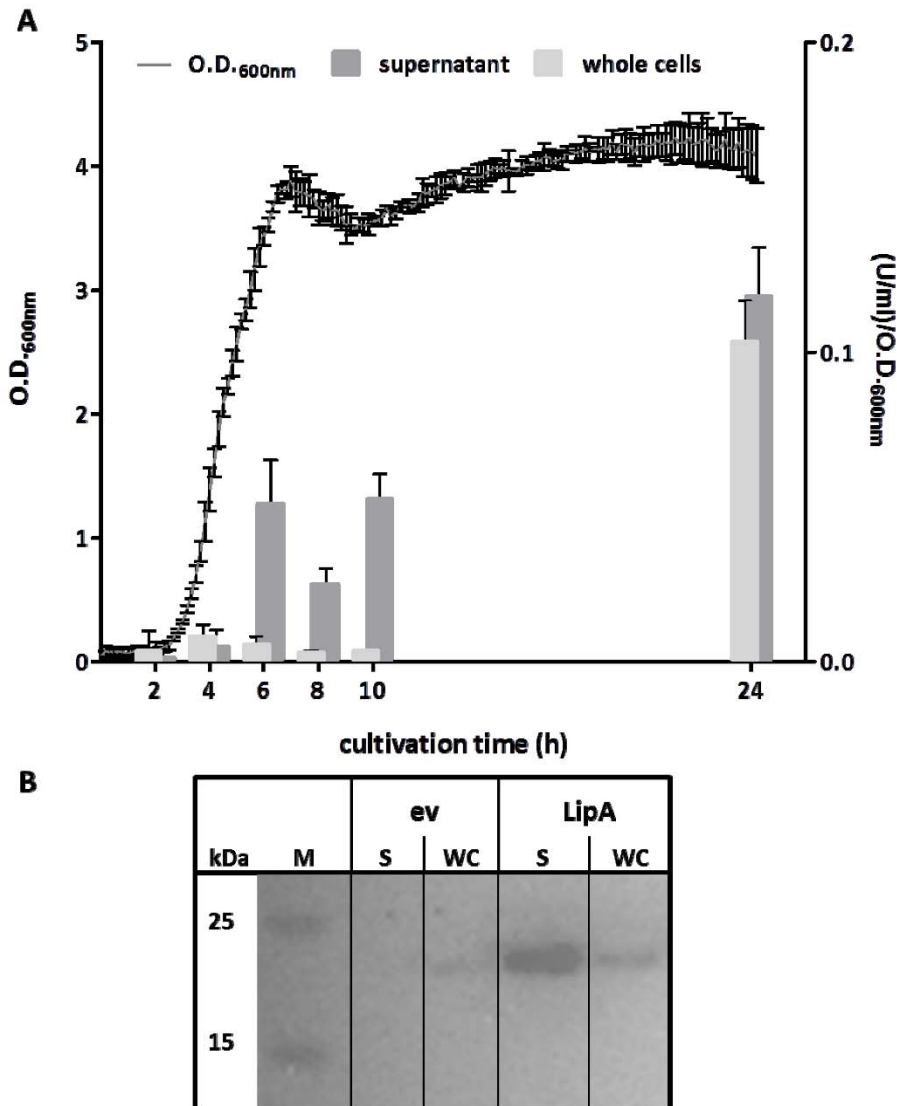 A
5
0.2
O.D.600nm supernatant whole cells
4
3
O.D.600nm
(U/ml)/O.D.600nm
0.1
2
1
0
0.0
2 4 6 8 10 24
cultivation time (h)
B
ev LipA
kDa M S WC S WC
25
15